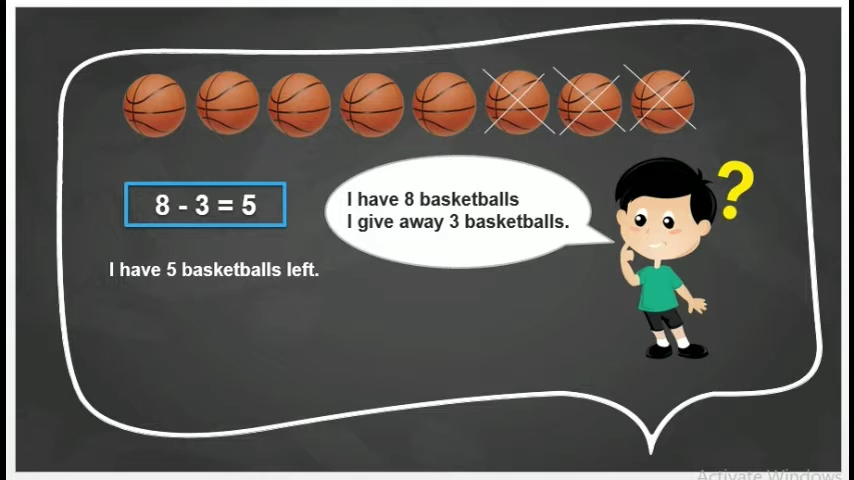 8 - 3 = 5
I have 8 basketballs
I give away 3 basketballs.
?
I have 5 basketballs left.
Activate Windows